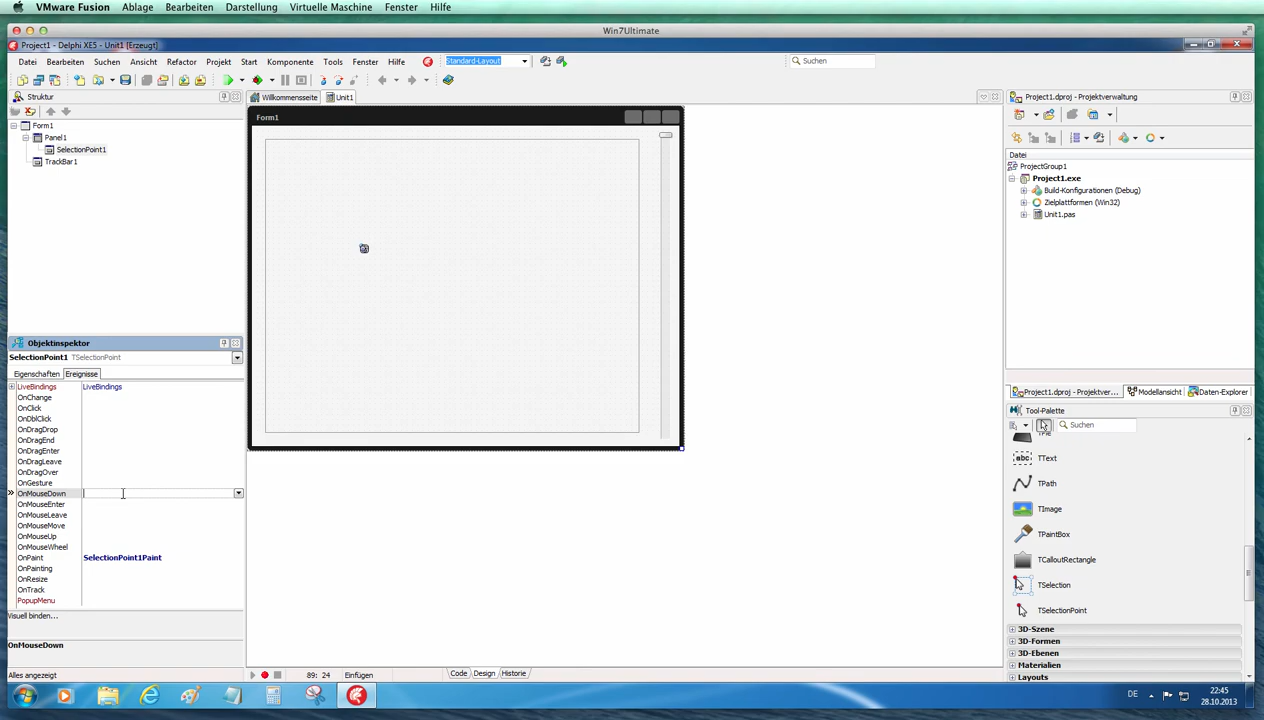 VMware Fusion Ablage Bearbeiten Darstellung Virtuelle Maschine Fenster Hilfe
Win7Ultimate
Project1 - Delphi XE5 - Unit1 [Erzeugt]
Datei Bearbeiten Suchen Ansicht Refactor Projekt Start Komponente Tools Fenster Hilfe Standard-Layout Suchen
Struktur
Form1
Panel1
SelectionPoint1
TrackBar1
Willkommensseite Unit1
Form1
Project1.dproj - Projektverwaltung
Datei
ProjectGroup1
Project1.exe
Build-Konfigurationen (Debug)
Zielplattformen (Win32)
Unit1.pas
Project1.dproj - Projektver... Modellansicht Daten-Explorer
Objektinspektor
SelectionPoint1 TSelectionPoint
Eigenschaften Ereignisse
LiveBindings LiveBindings
OnChange
OnClick
OnDblClick
OnDragDrop
OnDragEnd
OnDragEnter
OnDragLeave
OnDragOver
OnGesture
OnMouseDown
OnMouseEnter
OnMouseLeave
OnMouseMove
OnMouseUp
OnMouseWheel
OnPaint SelectionPoint1Paint
OnPainting
OnResize
OnTrack
PopupMenu
Visuell binden...
OnMouseDown
Alles angezeigt
89: 24 Einfügen Code Design Historie
Tool-Palette
Suchen
TPie
abc TText
TPath
TImage
TPaintBox
TCalloutRectangle
TSelection
TSelectionPoint
3D-Szene
3D-Formen
3D-Ebenen
Materialien
Layouts
DE
22:45
28.10.2013